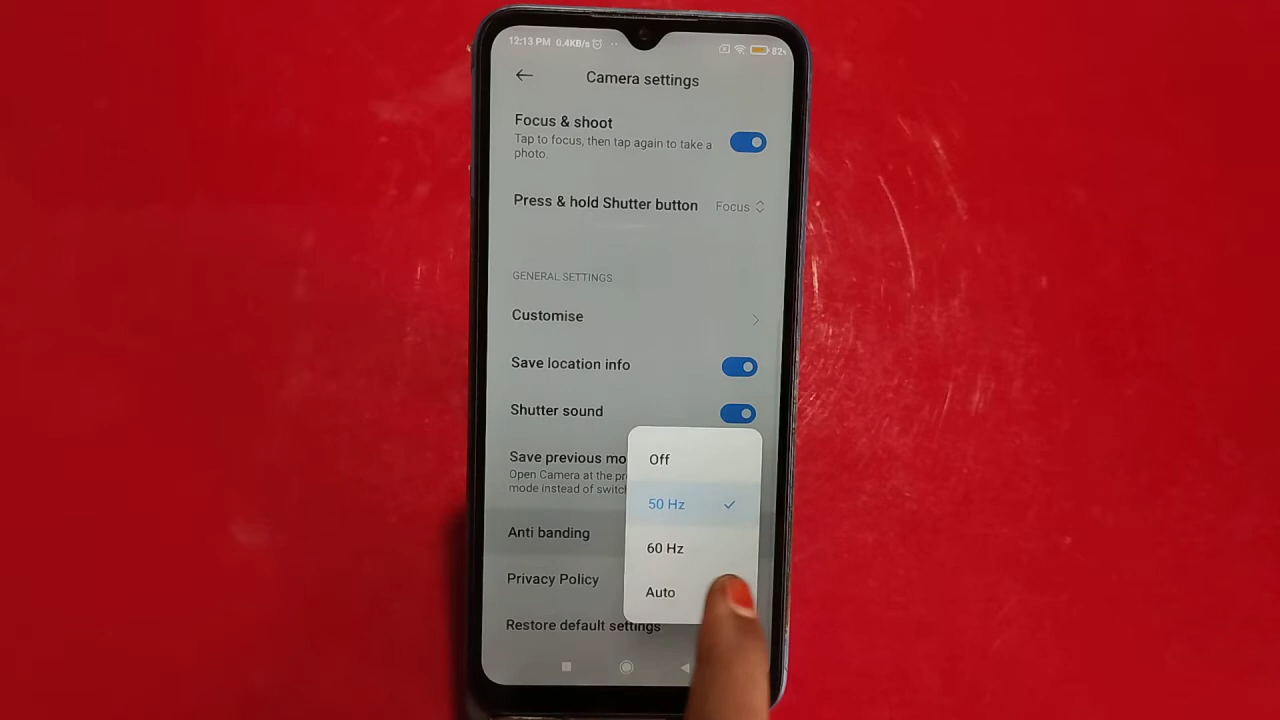 12:13 PM 0.4KB/s
82
Camera settings
Focus & shoot
Tap to focus, then tap again to take a
photo.
Press & hold Shutter button Focus
GENERAL SETTINGS
Customise
Save location info
Shutter sound
Save previous mo
Open Camera at the pr
mode instead of switc
Anti banding
Privacy Policy
Restore default settings
Off
50 Hz
60 Hz
Auto